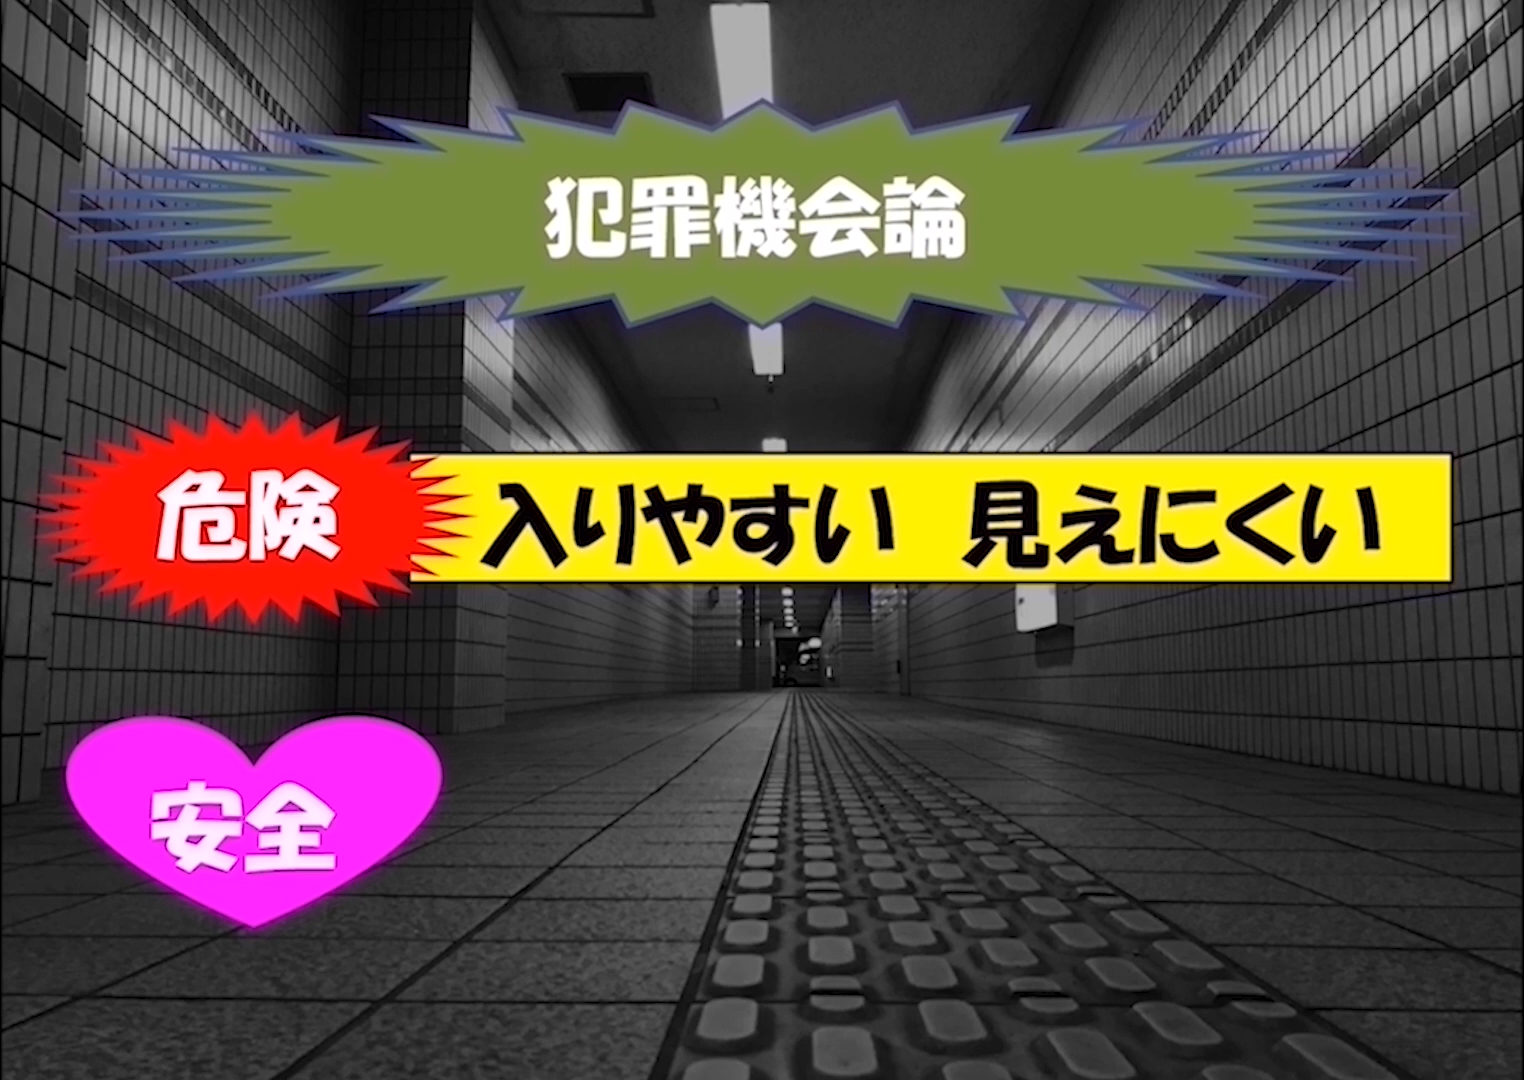 犯罪機会論
危険
入りやすい 見えにくい
安全